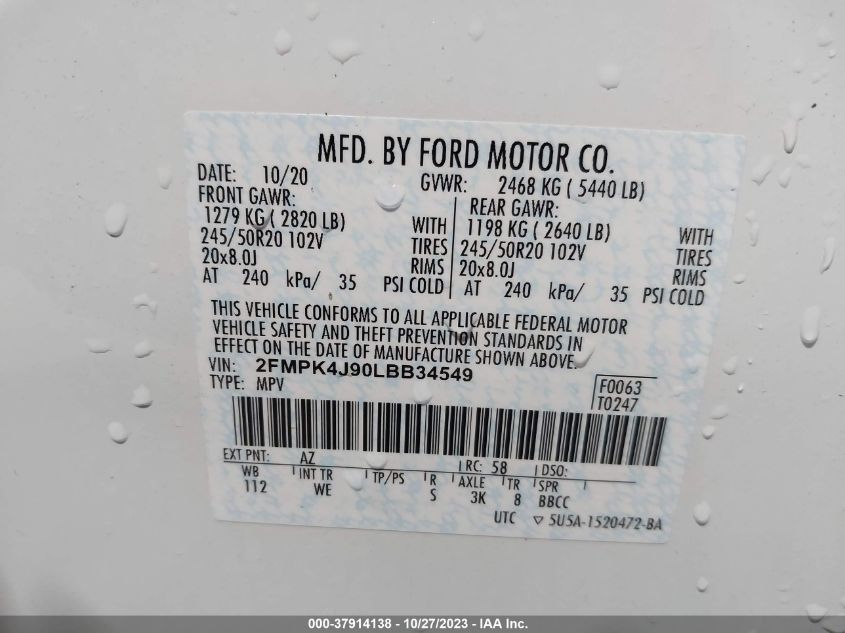 MFD. BY FORD MOTOR CO.
DATE: 10/20 GVWR: 2468 KG ( 5440 LB)
FRONT GAWR: REAR GAWR:
1279 KG ( 2820 LB) WITH 1198 KG ( 2640 LB) WITH
245/50R20 102V TIRES 245/50R20 102V TIRES
20x8.0J RIMS 20x8.0J RIMS
AT 240 kPa/ 35 PSI COLD AT 240 kPa/ 35 PSI COLD
THIS VEHICLE CONFORMS TO ALL APPLICABLE FEDERAL MOTOR
VEHICLE SAFETY AND THEFT PREVENTION STANDARDS IN
EFFECT ON THE DATE OF MANUFACTURE SHOWN ABOVE.
VIN: 2FMPK4J90LBB34549 F0063
TYPE: MPV T0247
EXT PNT: AZ RC: 58 DSO:
WB INT TR TP/PS R AXLE TR SPR
112 WE S 3K 8 BBCC
UTC ▽ 5U5A-1520472-BA
000-37914138 - 10/27/2023 - IAA Inc.